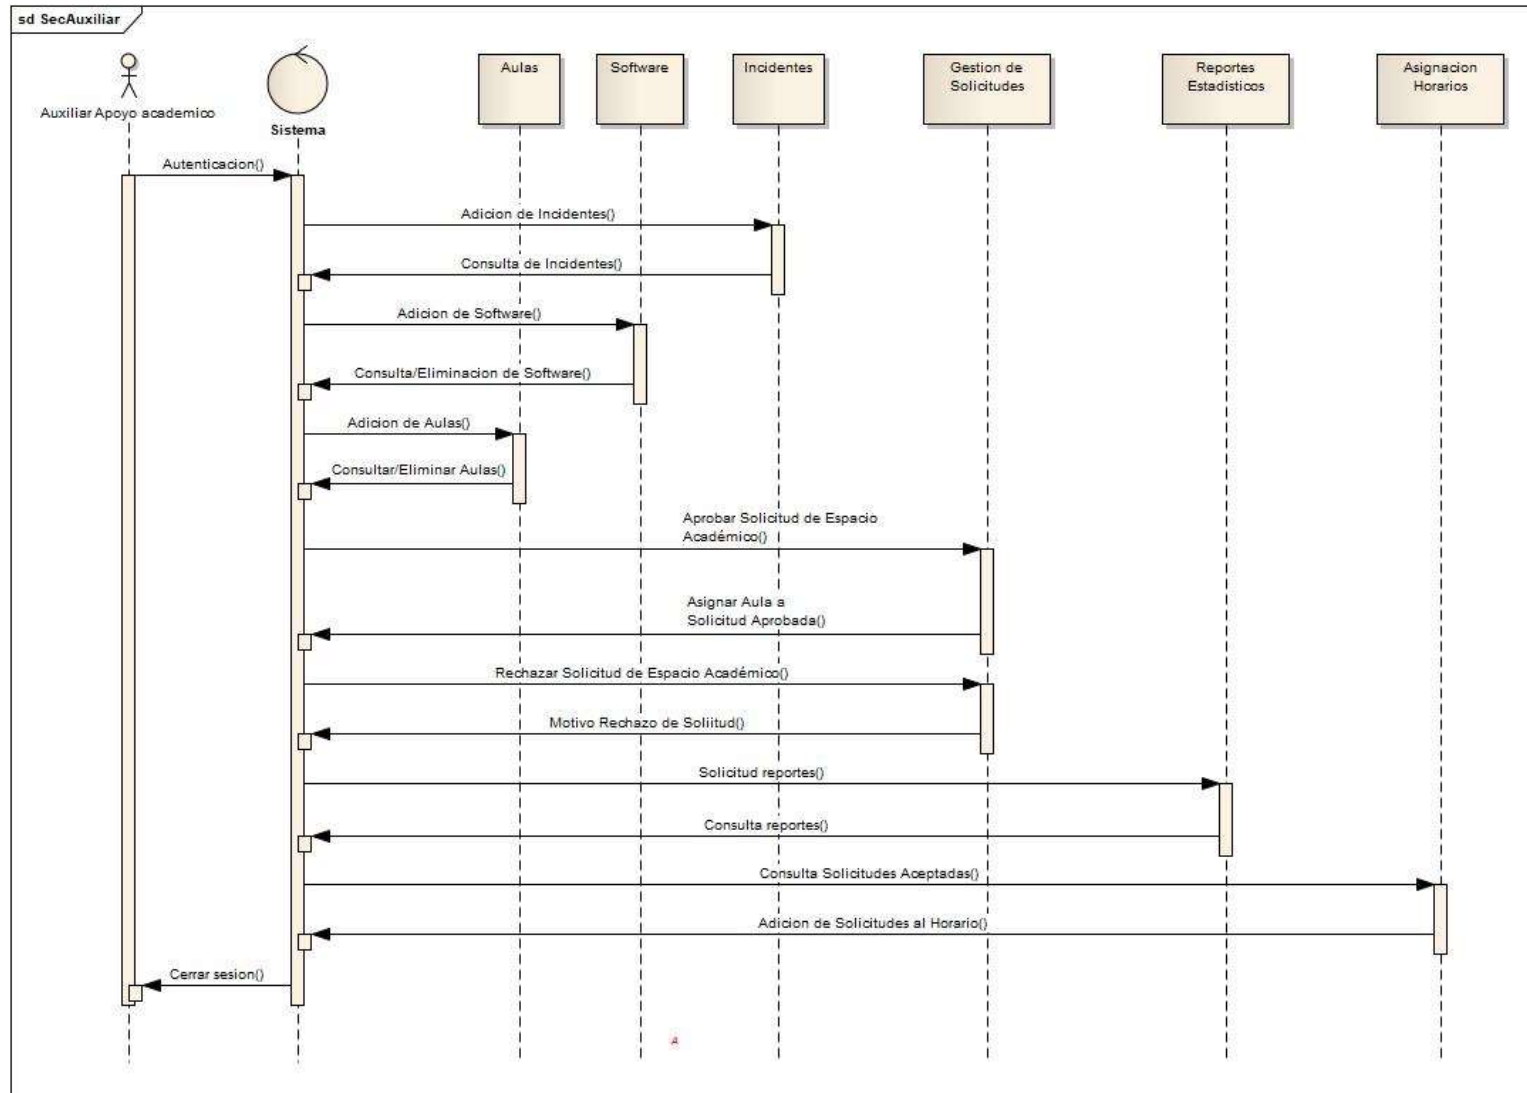 sd SecAuxiliar
Auxiliar Apoyo academico
Sistema
Aulas
Software
Incidentes
Gestion de
Solicitudes
Reportes
Estadisticos
Asignacion
Horarios
Autenticacion()
Adicion de Incidentes()
Consulta de Incidentes()
Adicion de Software()
Consulta/Eliminacion de Software()
Adicion de Aulas()
Consultar/Eliminar Aulas()
Aprobar Solicitud de Espacio
Académico()
Asignar Aula a
Solicitud Aprobada()
Rechazar Solicitud de Espacio Académico()
Motivo Rechazo de Soliitud()
Solicitud reportes()
Consulta reportes()
Consulta Solicitudes Aceptadas()
Adicion de Solicitudes al Horario()
Cerrar sesion()
A